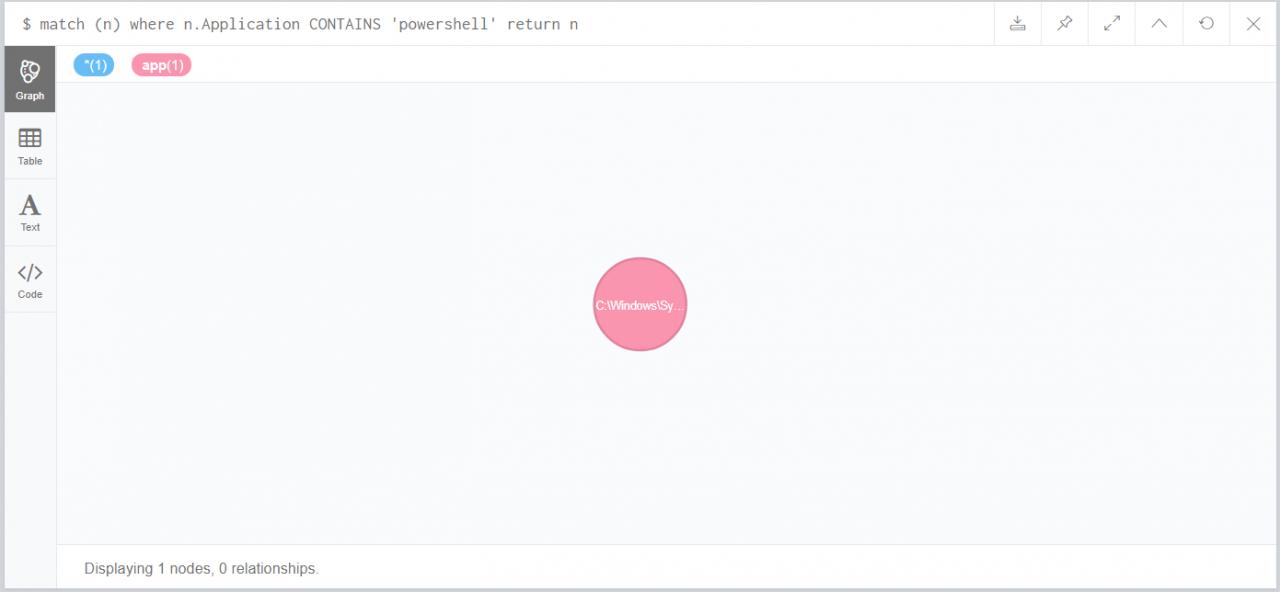 $ match (n) where n.Application CONTAINS 'powershell' return n
*(1) app(1)
Graph
Table
A
Text
</>
Code
C:\Windows\Sy...
Displaying 1 nodes, 0 relationships.